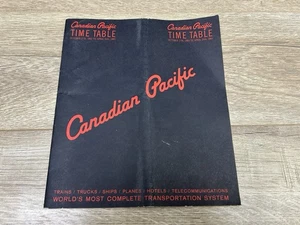 Canadian Pacific
TIME TABLE
Canadian Pacific
TIME TABLE
Canadian Pacific
TRAINS / TRUCKS / SHIPS / PLANES / HOTELS / TELECOMMUNICATIONS
WORLD'S MOST COMPLETE TRANSPORTATION SYSTEM